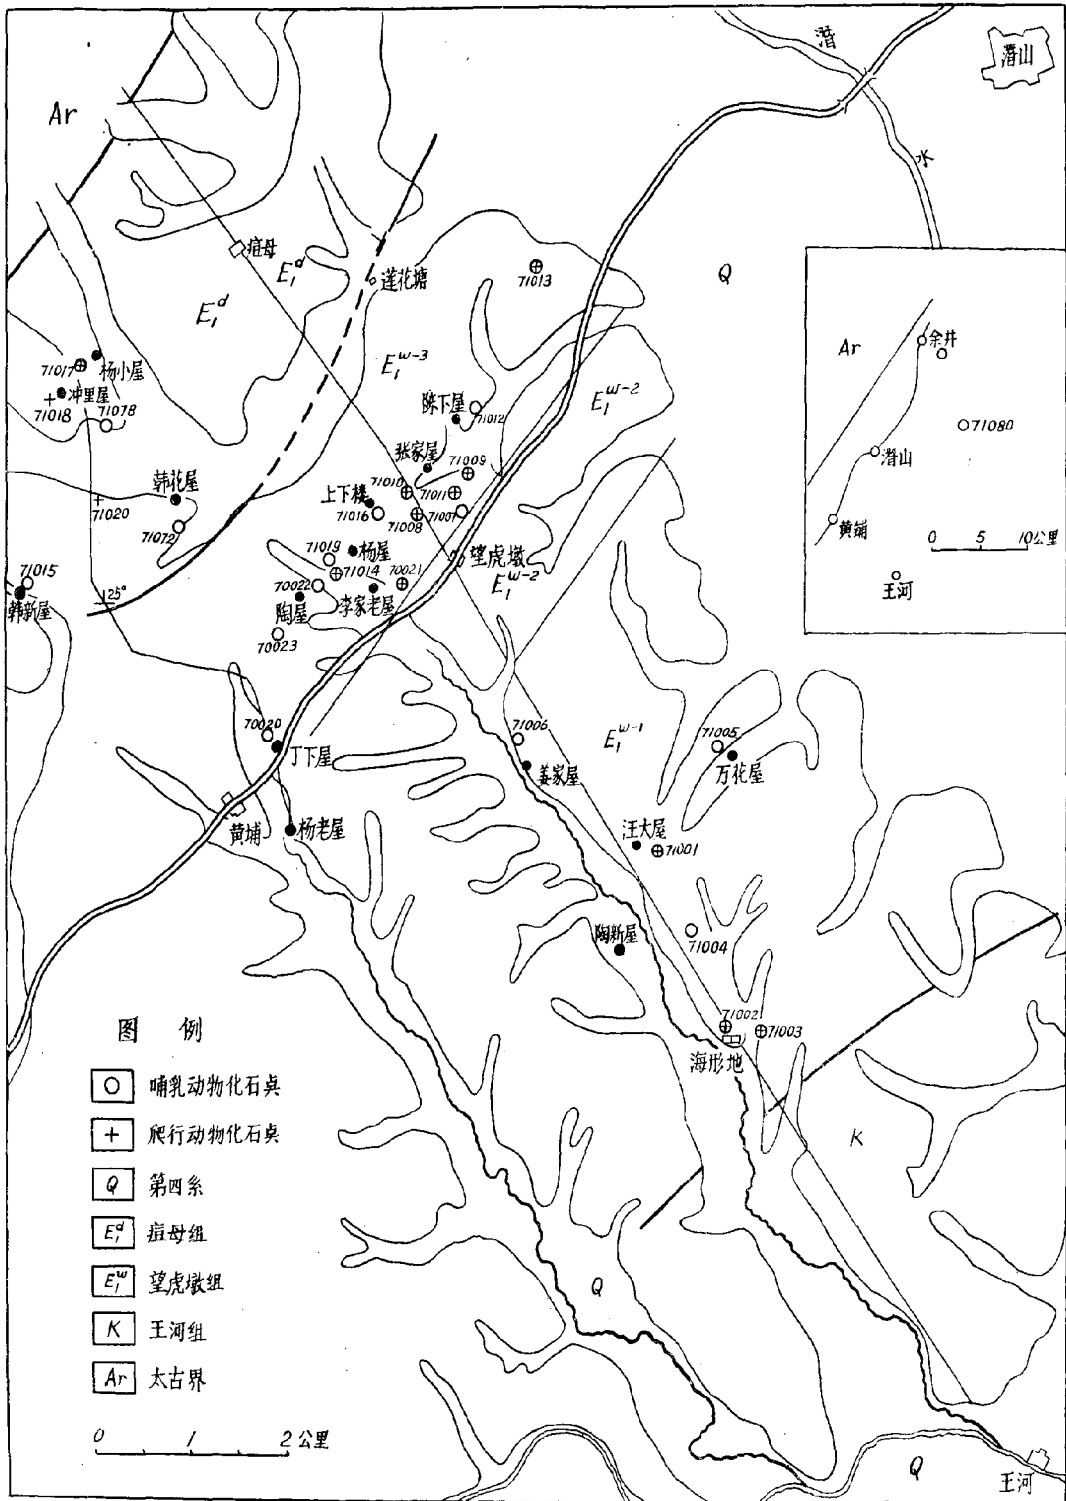 潜山
潜
水
Ar
痘母
E₁ᵈ
E₁ᵈ
莲花塘
71013
Q
E₁ʷ⁻³
E₁ʷ⁻²
71017
杨小屋
冲里屋
71018
71078
陈下屋
71012
张家屋
71009
71010
71011
上下楼
71016
71008
71007
韩花屋
71020
71072
71019
杨屋
望虎墩
E₁ʷ⁻²
71015
韩新屋
25°
70022
71014
70021
陶屋
李家老屋
70023
Ar
余井
71080
潜山
黄铺
0 5 10公里
王河
70020
丁下屋
黄埔
杨老屋
71006
姜家屋
E₁ʷ⁻¹
71005
万花屋
汪大屋
71001
陶新屋
71004
71002
71003
海形地
K
Q
Q
王河
图 例
哺乳动物化石点
+ 爬行动物化石点
Q 第四系
E₁ᵈ 痘母组
E₁ʷ 望虎墩组
K 王河组
Ar 太古界
0 1 2公里